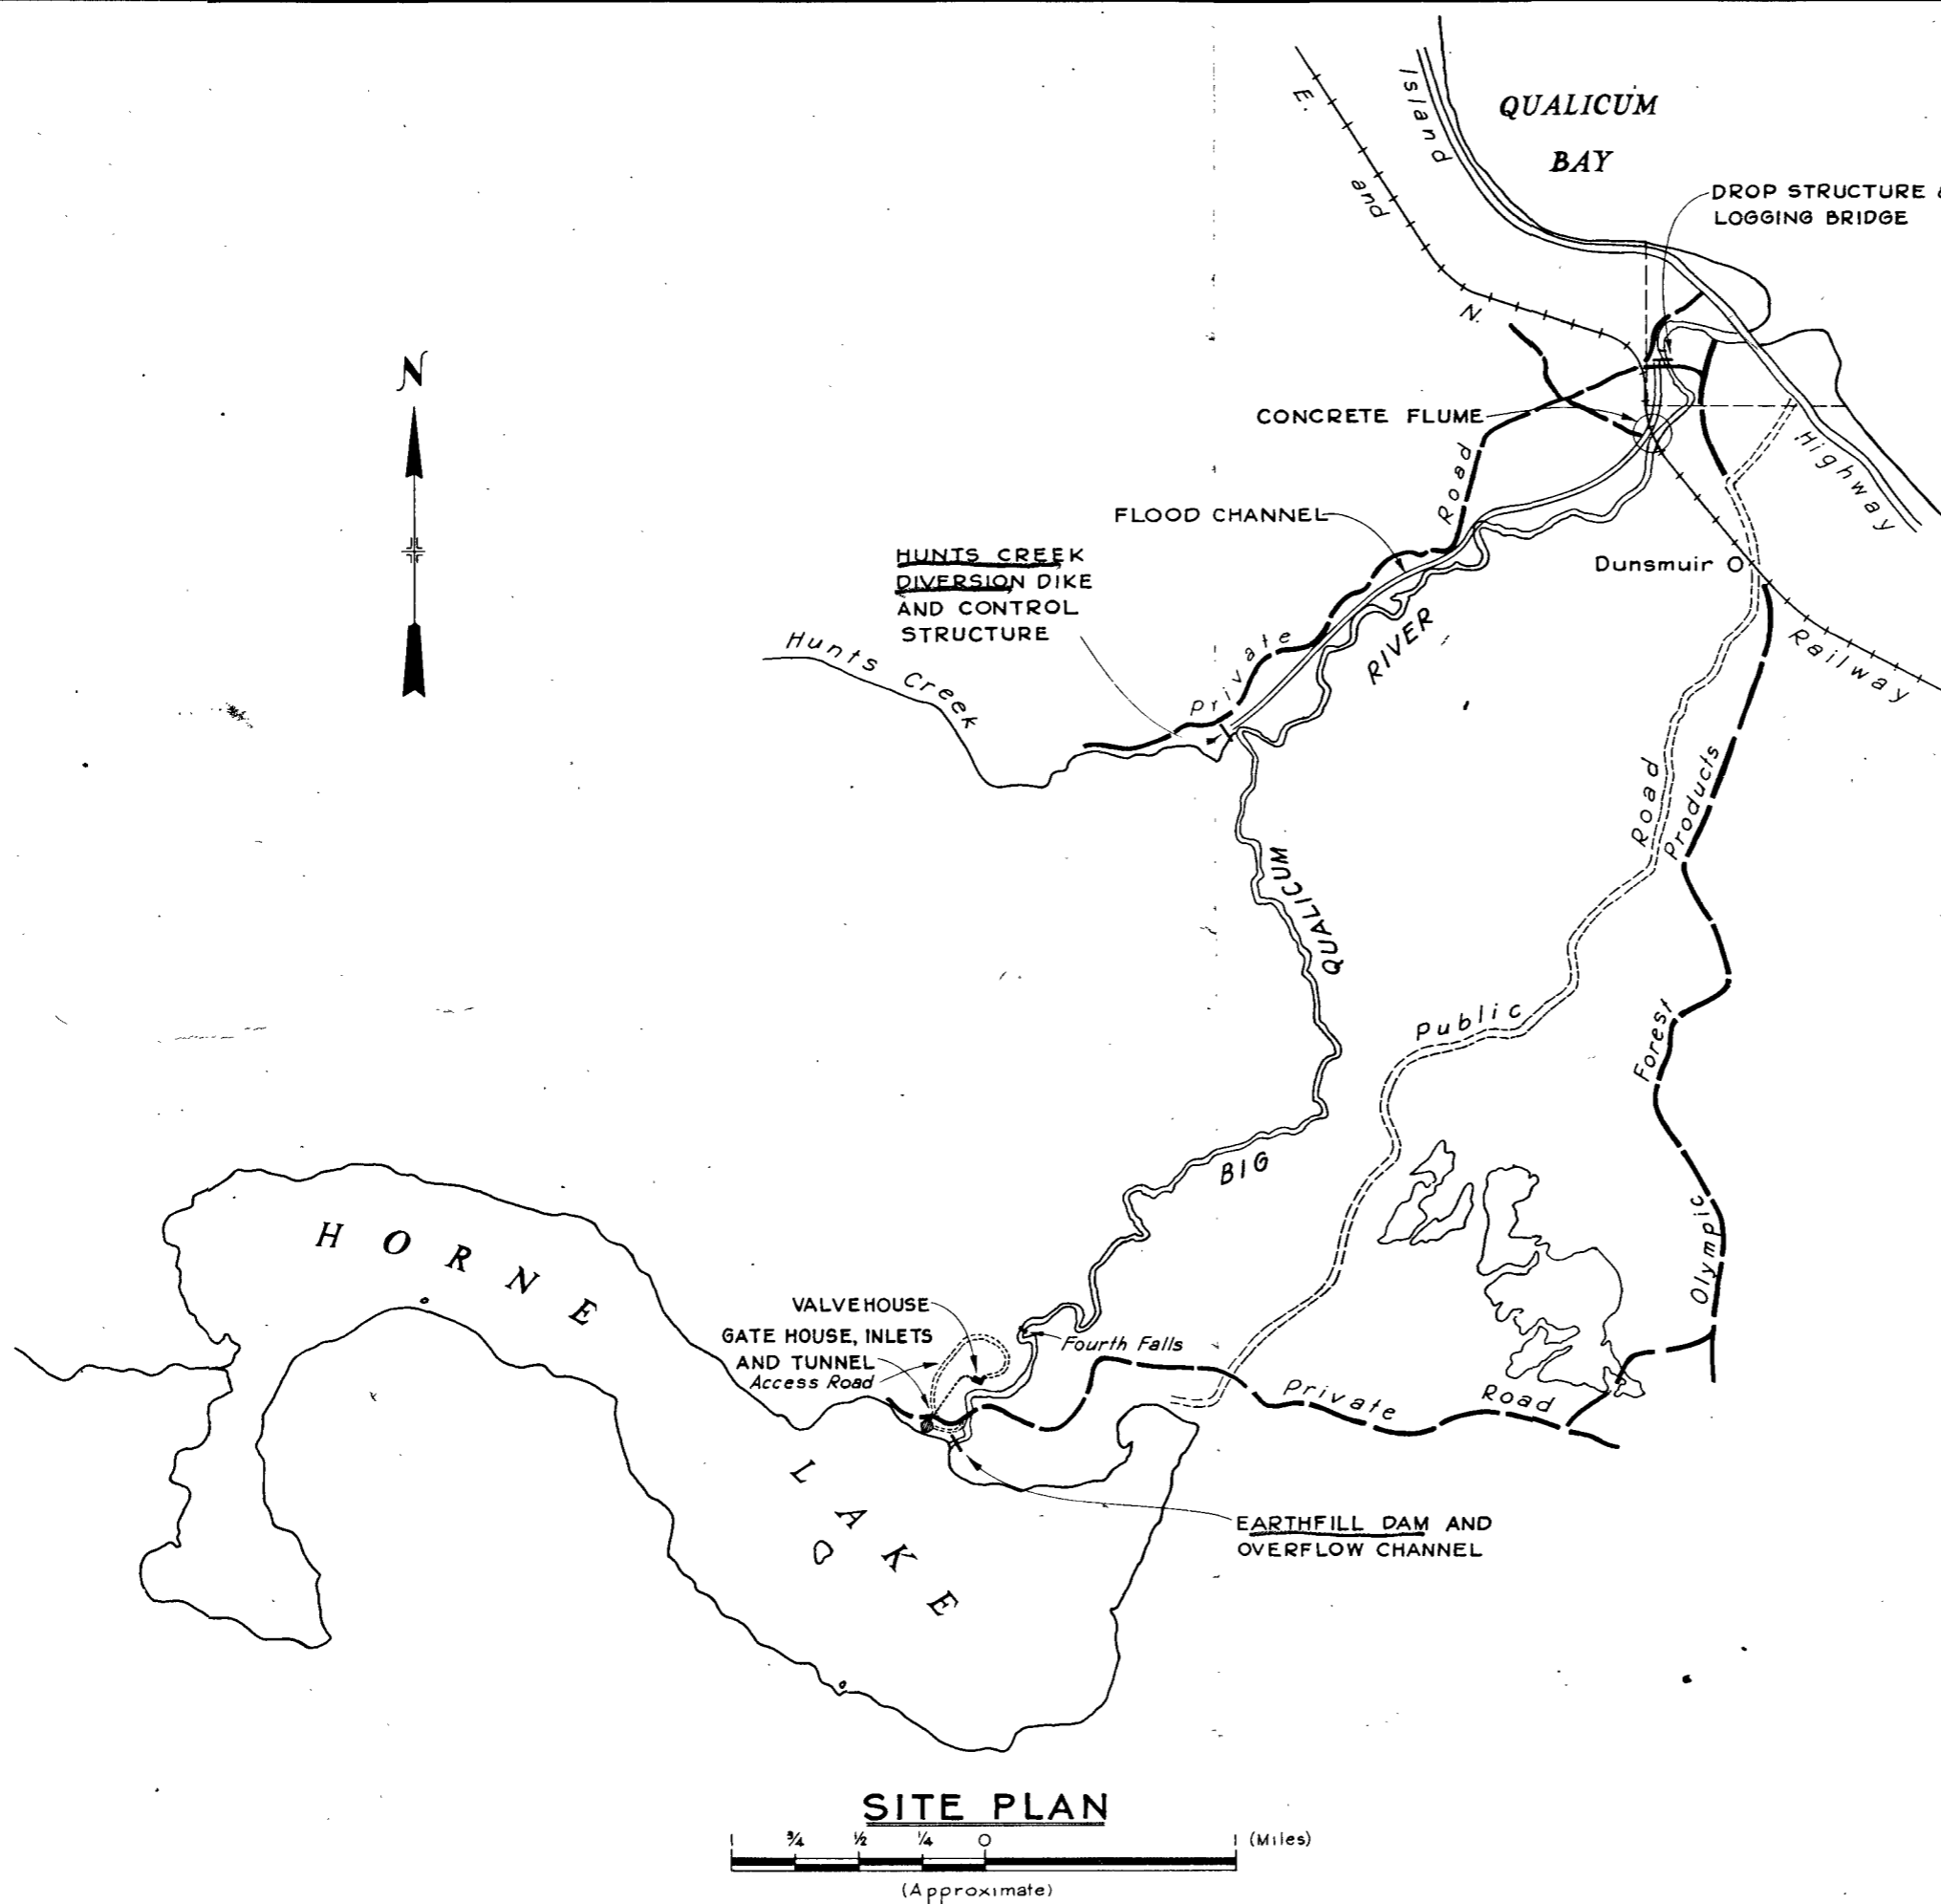 QUALICUM
BAY
Island
E. and N. Railway
DROP STRUCTURE &
LOGGING BRIDGE
N
CONCRETE FLUME
Highway
FLOOD CHANNEL
Private Road
HUNTS CREEK
DIVERSION DIKE
AND CONTROL
STRUCTURE
Dunsmuir
Hunts Creek
BIG QUALICUM RIVER
Public Road
Olympic Forest Products
HORNE
LAKE
VALVEHOUSE
GATE HOUSE, INLETS
AND TUNNEL
Access Road
Fourth Falls
Private Road
EARTHFILL DAM AND
OVERFLOW CHANNEL
SITE PLAN
1 3/4 1/2 1/4 0 1 (Miles)
(Approximate)